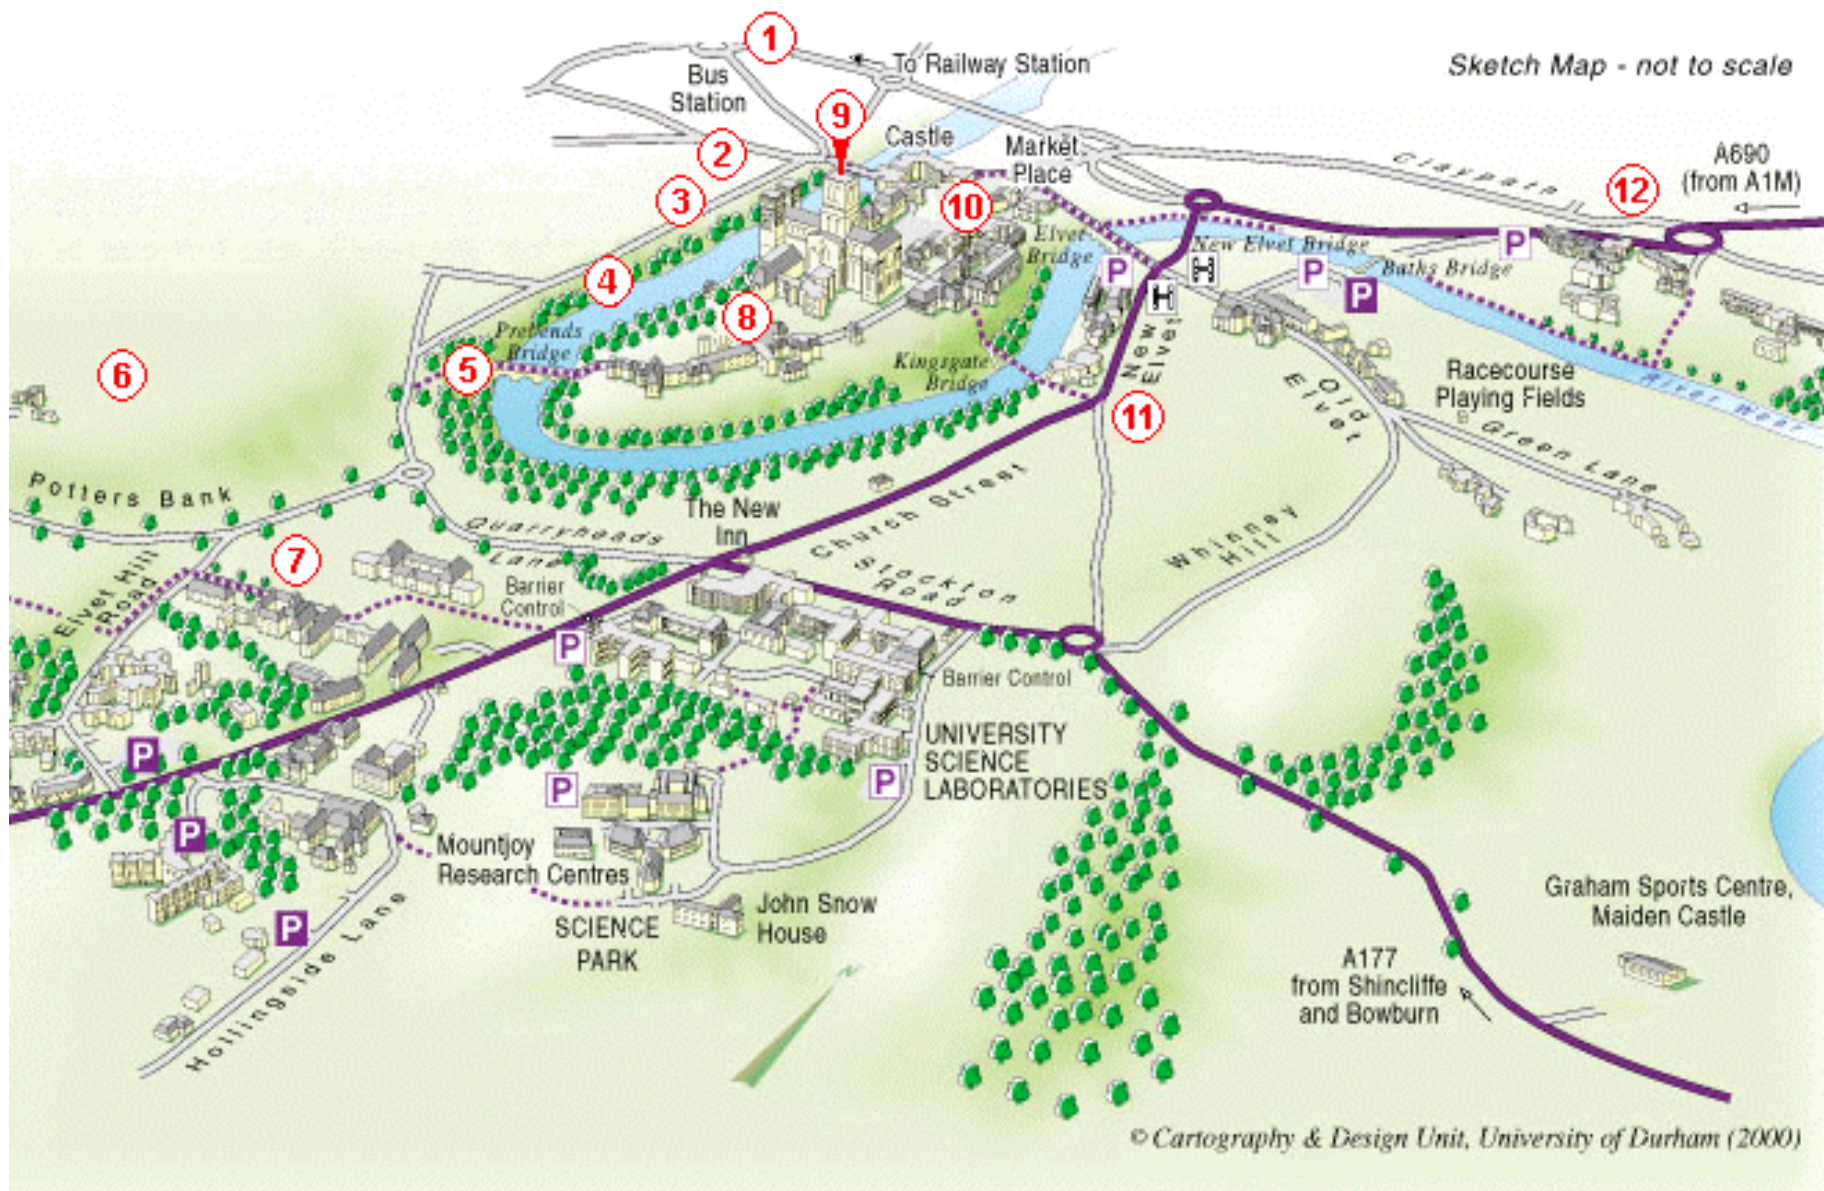 1
To Railway Station
Sketch Map - not to scale
Bus
Station
9
Castle
Market
Place
2
Claypath
12
A690
(from A1M)
3
10
Elvet
Bridge
New Elvet Bridge
P
P
P
Baths Bridge
4
H
H
P
8
Prebends
Bridge
5
6
Kingsgate
Bridge
New
Elvet
11
Old
Elvet
Racecourse
Playing Fields
River Wear
Green Lane
Potters Bank
The New
Inn
Church Street
Quarryheads
Lane
Whinney
Hill
7
Stockton
Road
Elvet Hill
Road
Barrier
Control
P
Barrier Control
UNIVERSITY
SCIENCE
LABORATORIES
P
P
P
P
Mountjoy
Research Centres
John Snow
House
SCIENCE
PARK
P
Hollingside Lane
Graham Sports Centre,
Maiden Castle
A177
from Shincliffe
and Bowburn
N
© Cartography & Design Unit, University of Durham (2000)